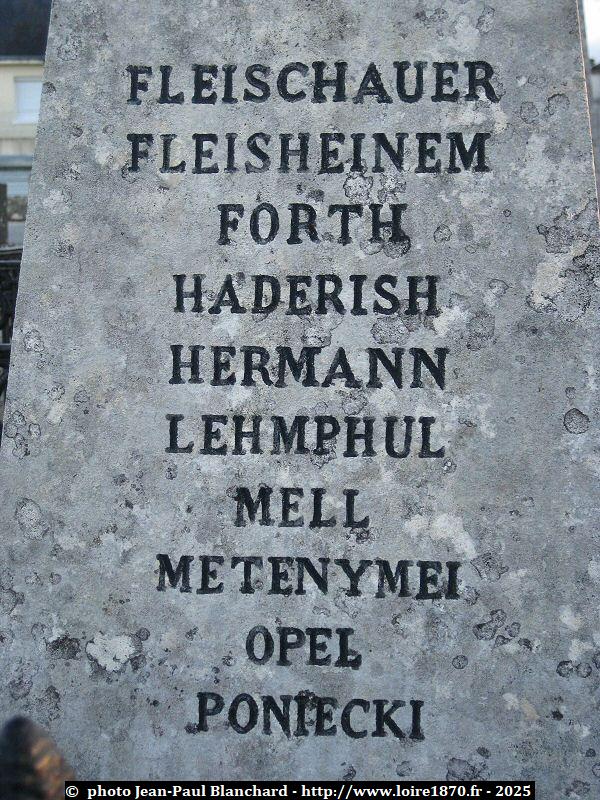 FLEISCHAUER
FLEISHEINEM
FORTH
HADERISH
HERMANN
LEHMPHUL
MELL
METENYMEI
OPEL
PONIECKI
© photo Jean-Paul Blanchard - http://www.loire1870.fr - 2025